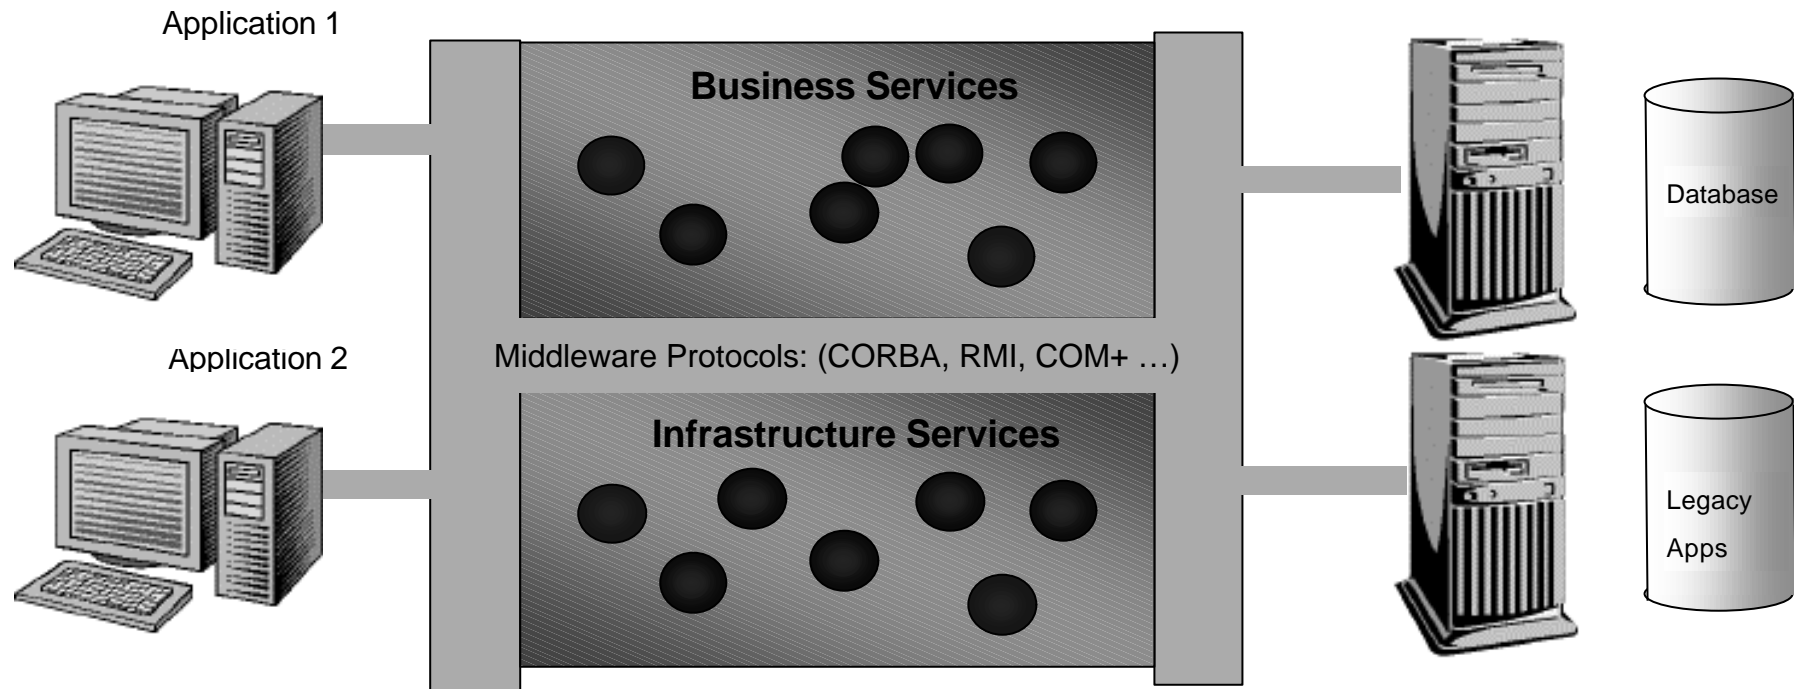 Application 1
Business Services
Database
Application 2
Middleware Protocols: (CORBA, RMI, COM+ …)
Infrastructure Services
Legacy
Apps